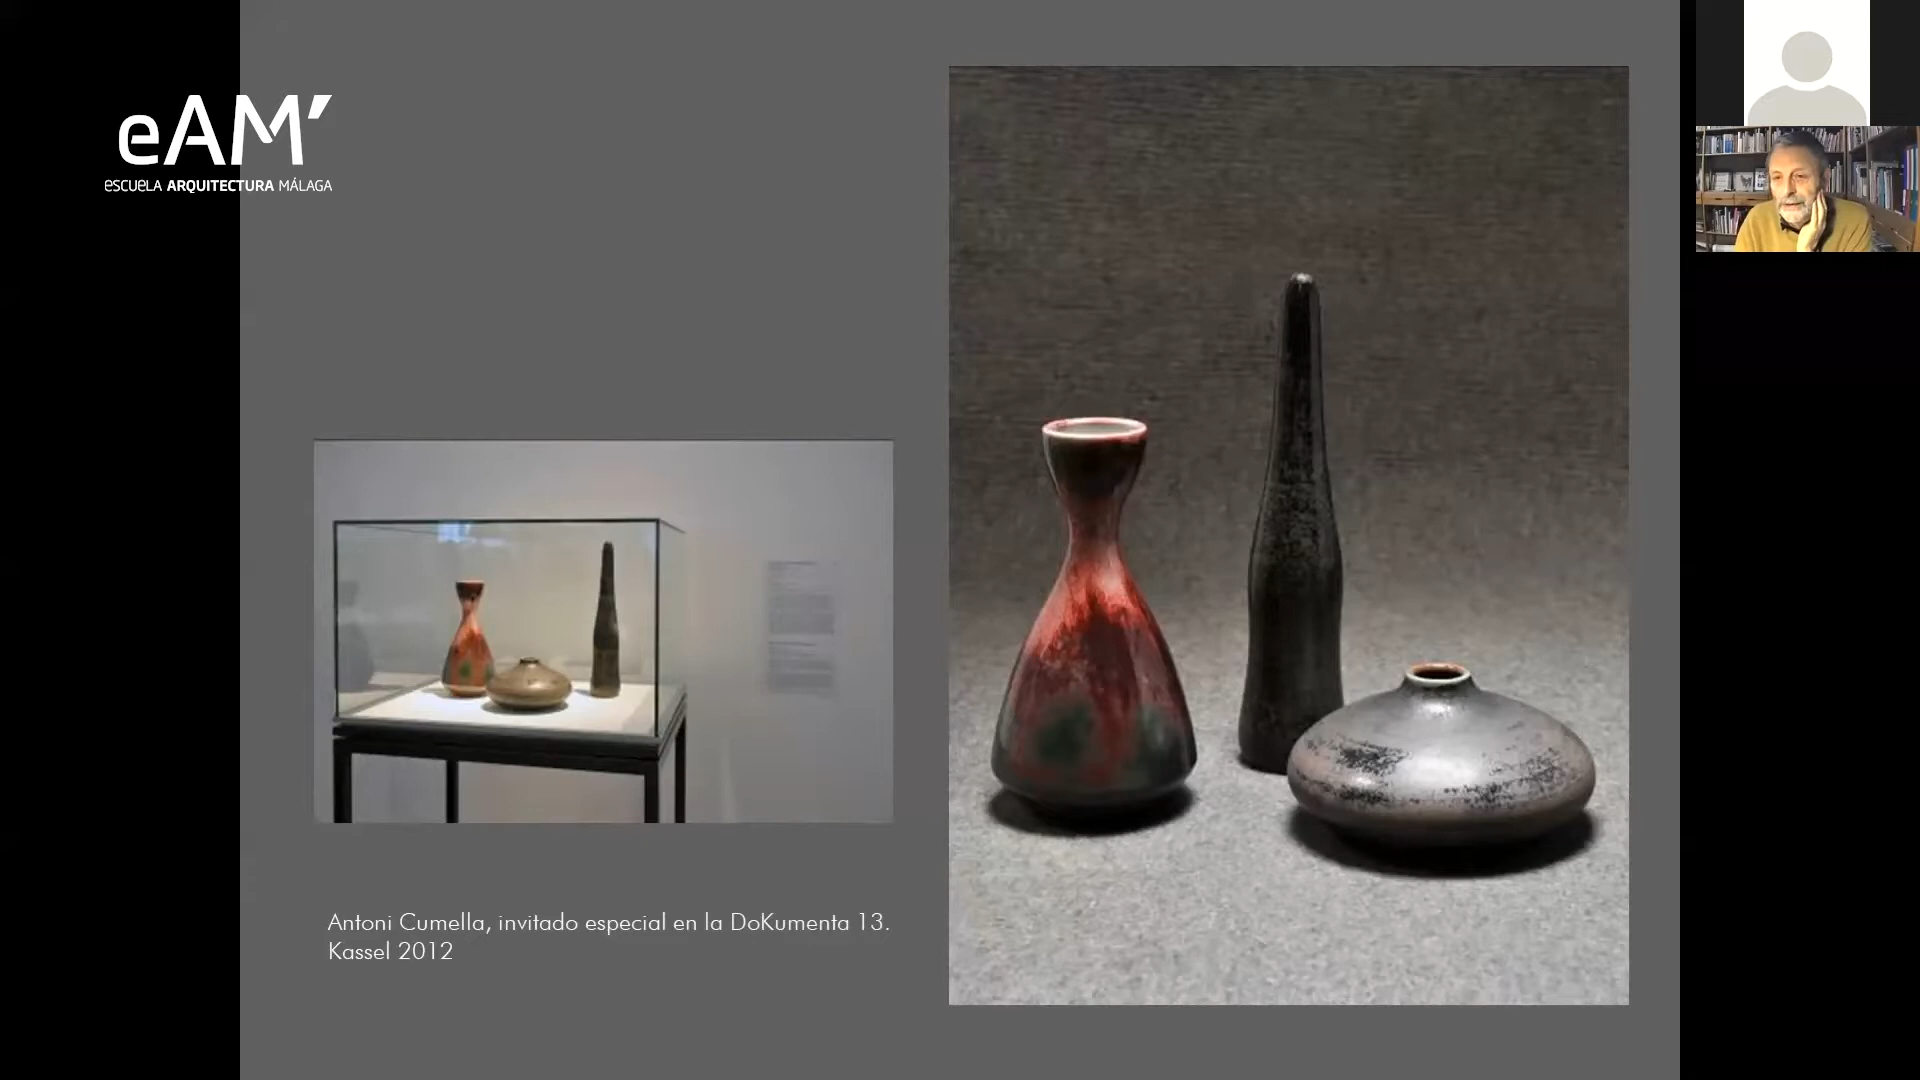 eAM'
escuela ARQUITECTURA MÁLAGA
Antoni Cumella, invitado especial en la DoKumenta 13.
Kassel 2012